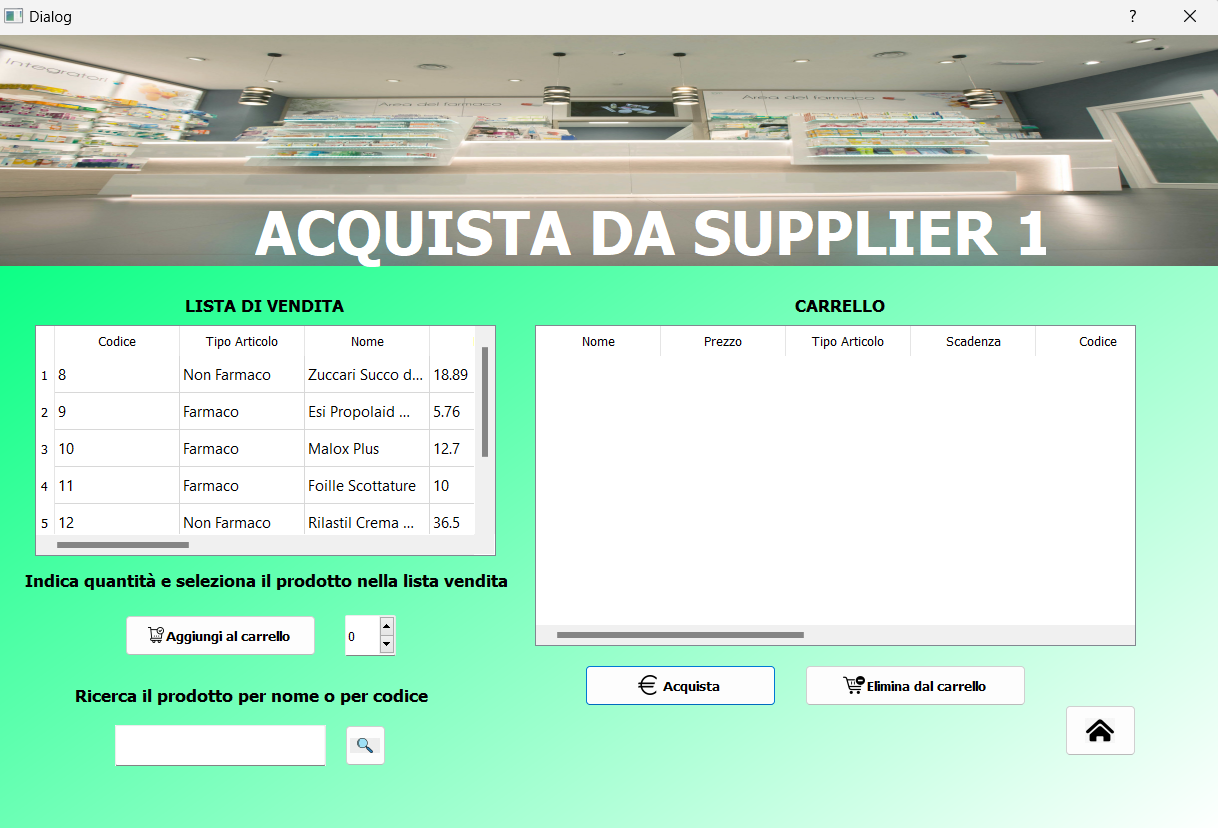 Dialog
?
Integratori
Area del farmaco
Area del farmaco
ACQUISTA DA SUPPLIER 1
LISTA DI VENDITA
Codice Tipo Articolo Nome
1 8 Non Farmaco Zuccari Succo d... 18.89
2 9 Farmaco Esi Propolaid ... 5.76
3 10 Farmaco Malox Plus 12.7
4 11 Farmaco Foille Scottature 10
5 12 Non Farmaco Rilastil Crema ... 36.5
Indica quantità e seleziona il prodotto nella lista vendita
Aggiungi al carrello 0
Ricerca il prodotto per nome o per codice
CARRELLO
Nome Prezzo Tipo Articolo Scadenza Codice
€ Acquista Elimina dal carrello